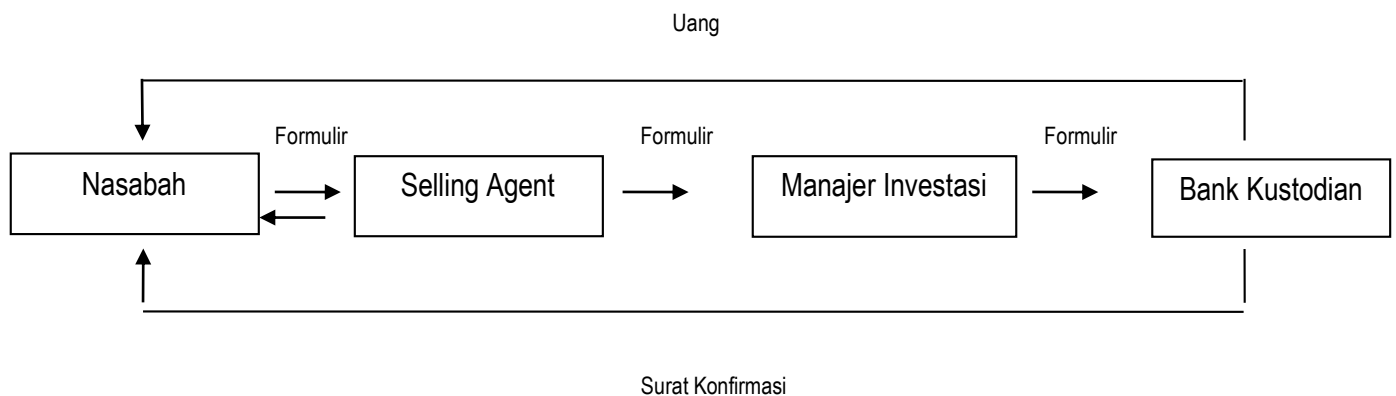 Uang
Formulir
Formulir
Formulir
Nasabah
Selling Agent
Manajer Investasi
Bank Kustodian
Surat Konfirmasi